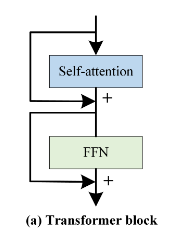 Self-attention
+
FFN
+
(a) Transformer block